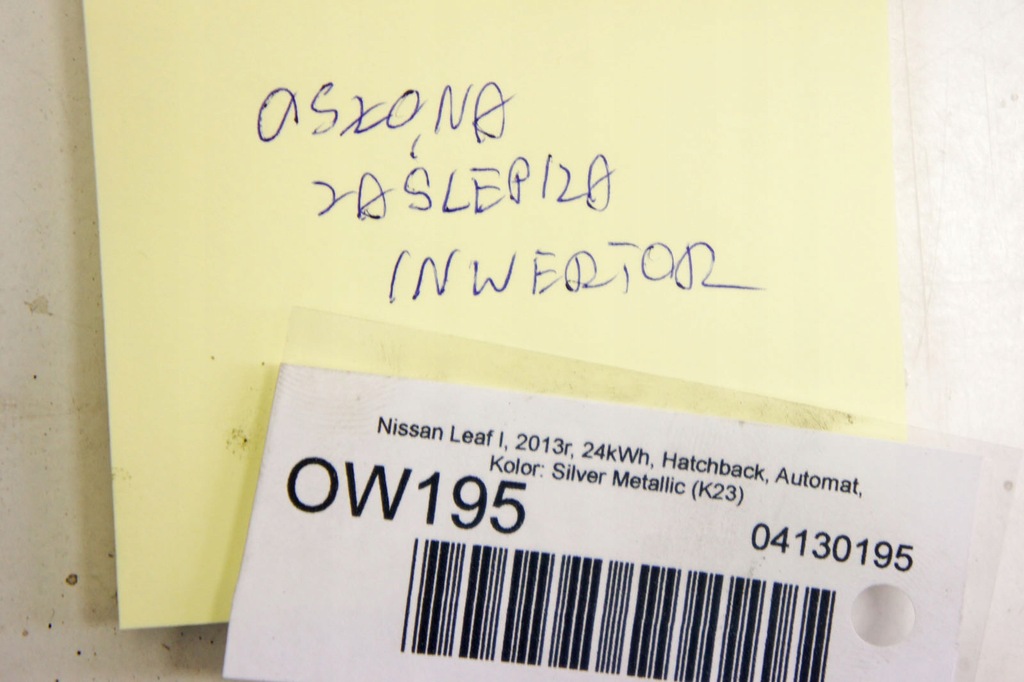 OSŁONA
ZAŚLEPKA
INWERTOR
Nissan Leaf I, 2013r, 24kWh, Hatchback, Automat,
Kolor: Silver Metallic (K23)
OW195
04130195